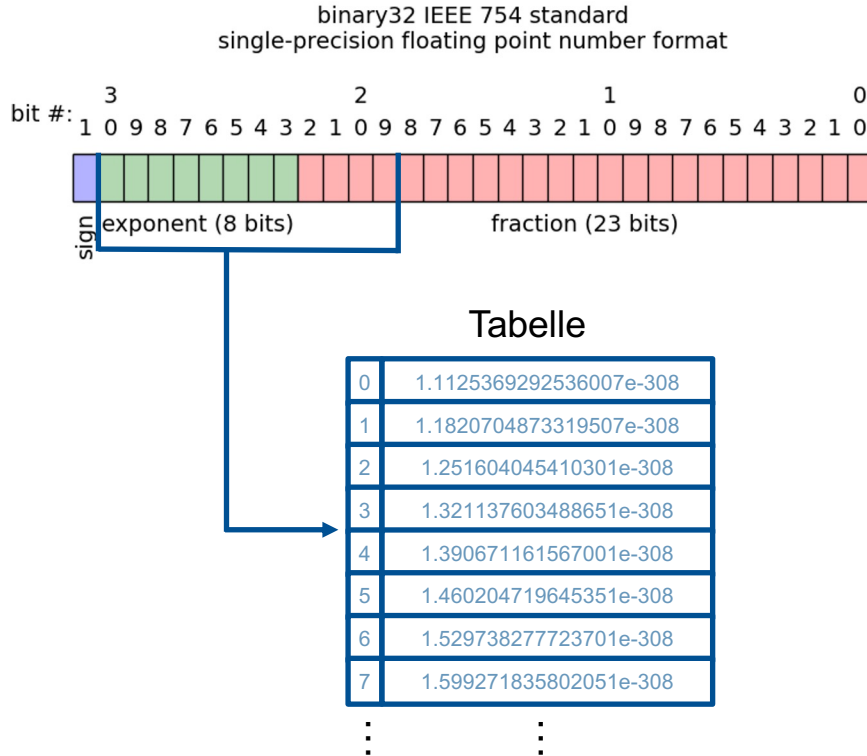 binary32 IEEE 754 standard
single-precision floating point number format
3 2 1 0
bit #: 1 0 9 8 7 6 5 4 3 2 1 0 9 8 7 6 5 4 3 2 1 0 9 8 7 6 5 4 3 2 1 0
sign exponent (8 bits) fraction (23 bits)
Tabelle
0 1.1125369292536007e-308
1 1.1820704873319507e-308
2 1.251604045410301e-308
3 1.321137603488651e-308
4 1.390671161567001e-308
5 1.460204719645351e-308
6 1.529738277723701e-308
7 1.599271835802051e-308
⋮ ⋮